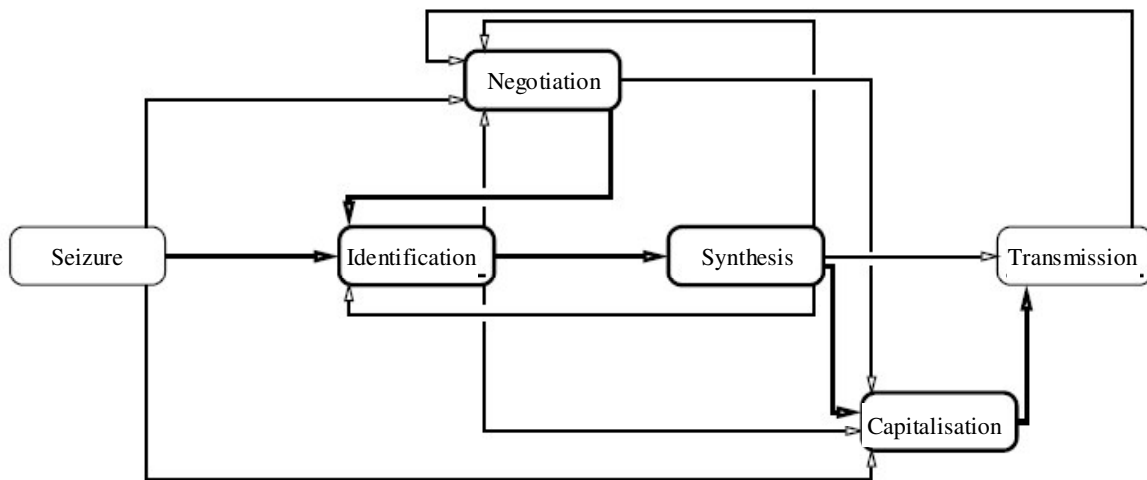 Negotiation
Seizure
Identification
Synthesis
Transmission
Capitalisation